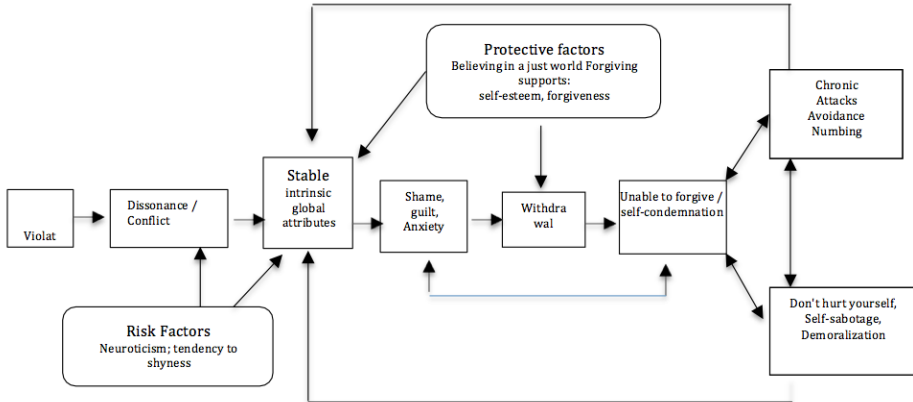 Protective factors
Believing in a just world Forgiving
supports:
self-esteem, forgiveness
Chronic
Attacks
Avoidance
Numbing
Violat
Dissonance /
Conflict
Stable
intrinsic
global
attributes
Shame,
guilt,
Anxiety
Withdra
wal
Unable to forgive /
self-condemnation
Risk Factors
Neuroticism; tendency to
shyness
Don't hurt yourself,
Self-sabotage,
Demoralization